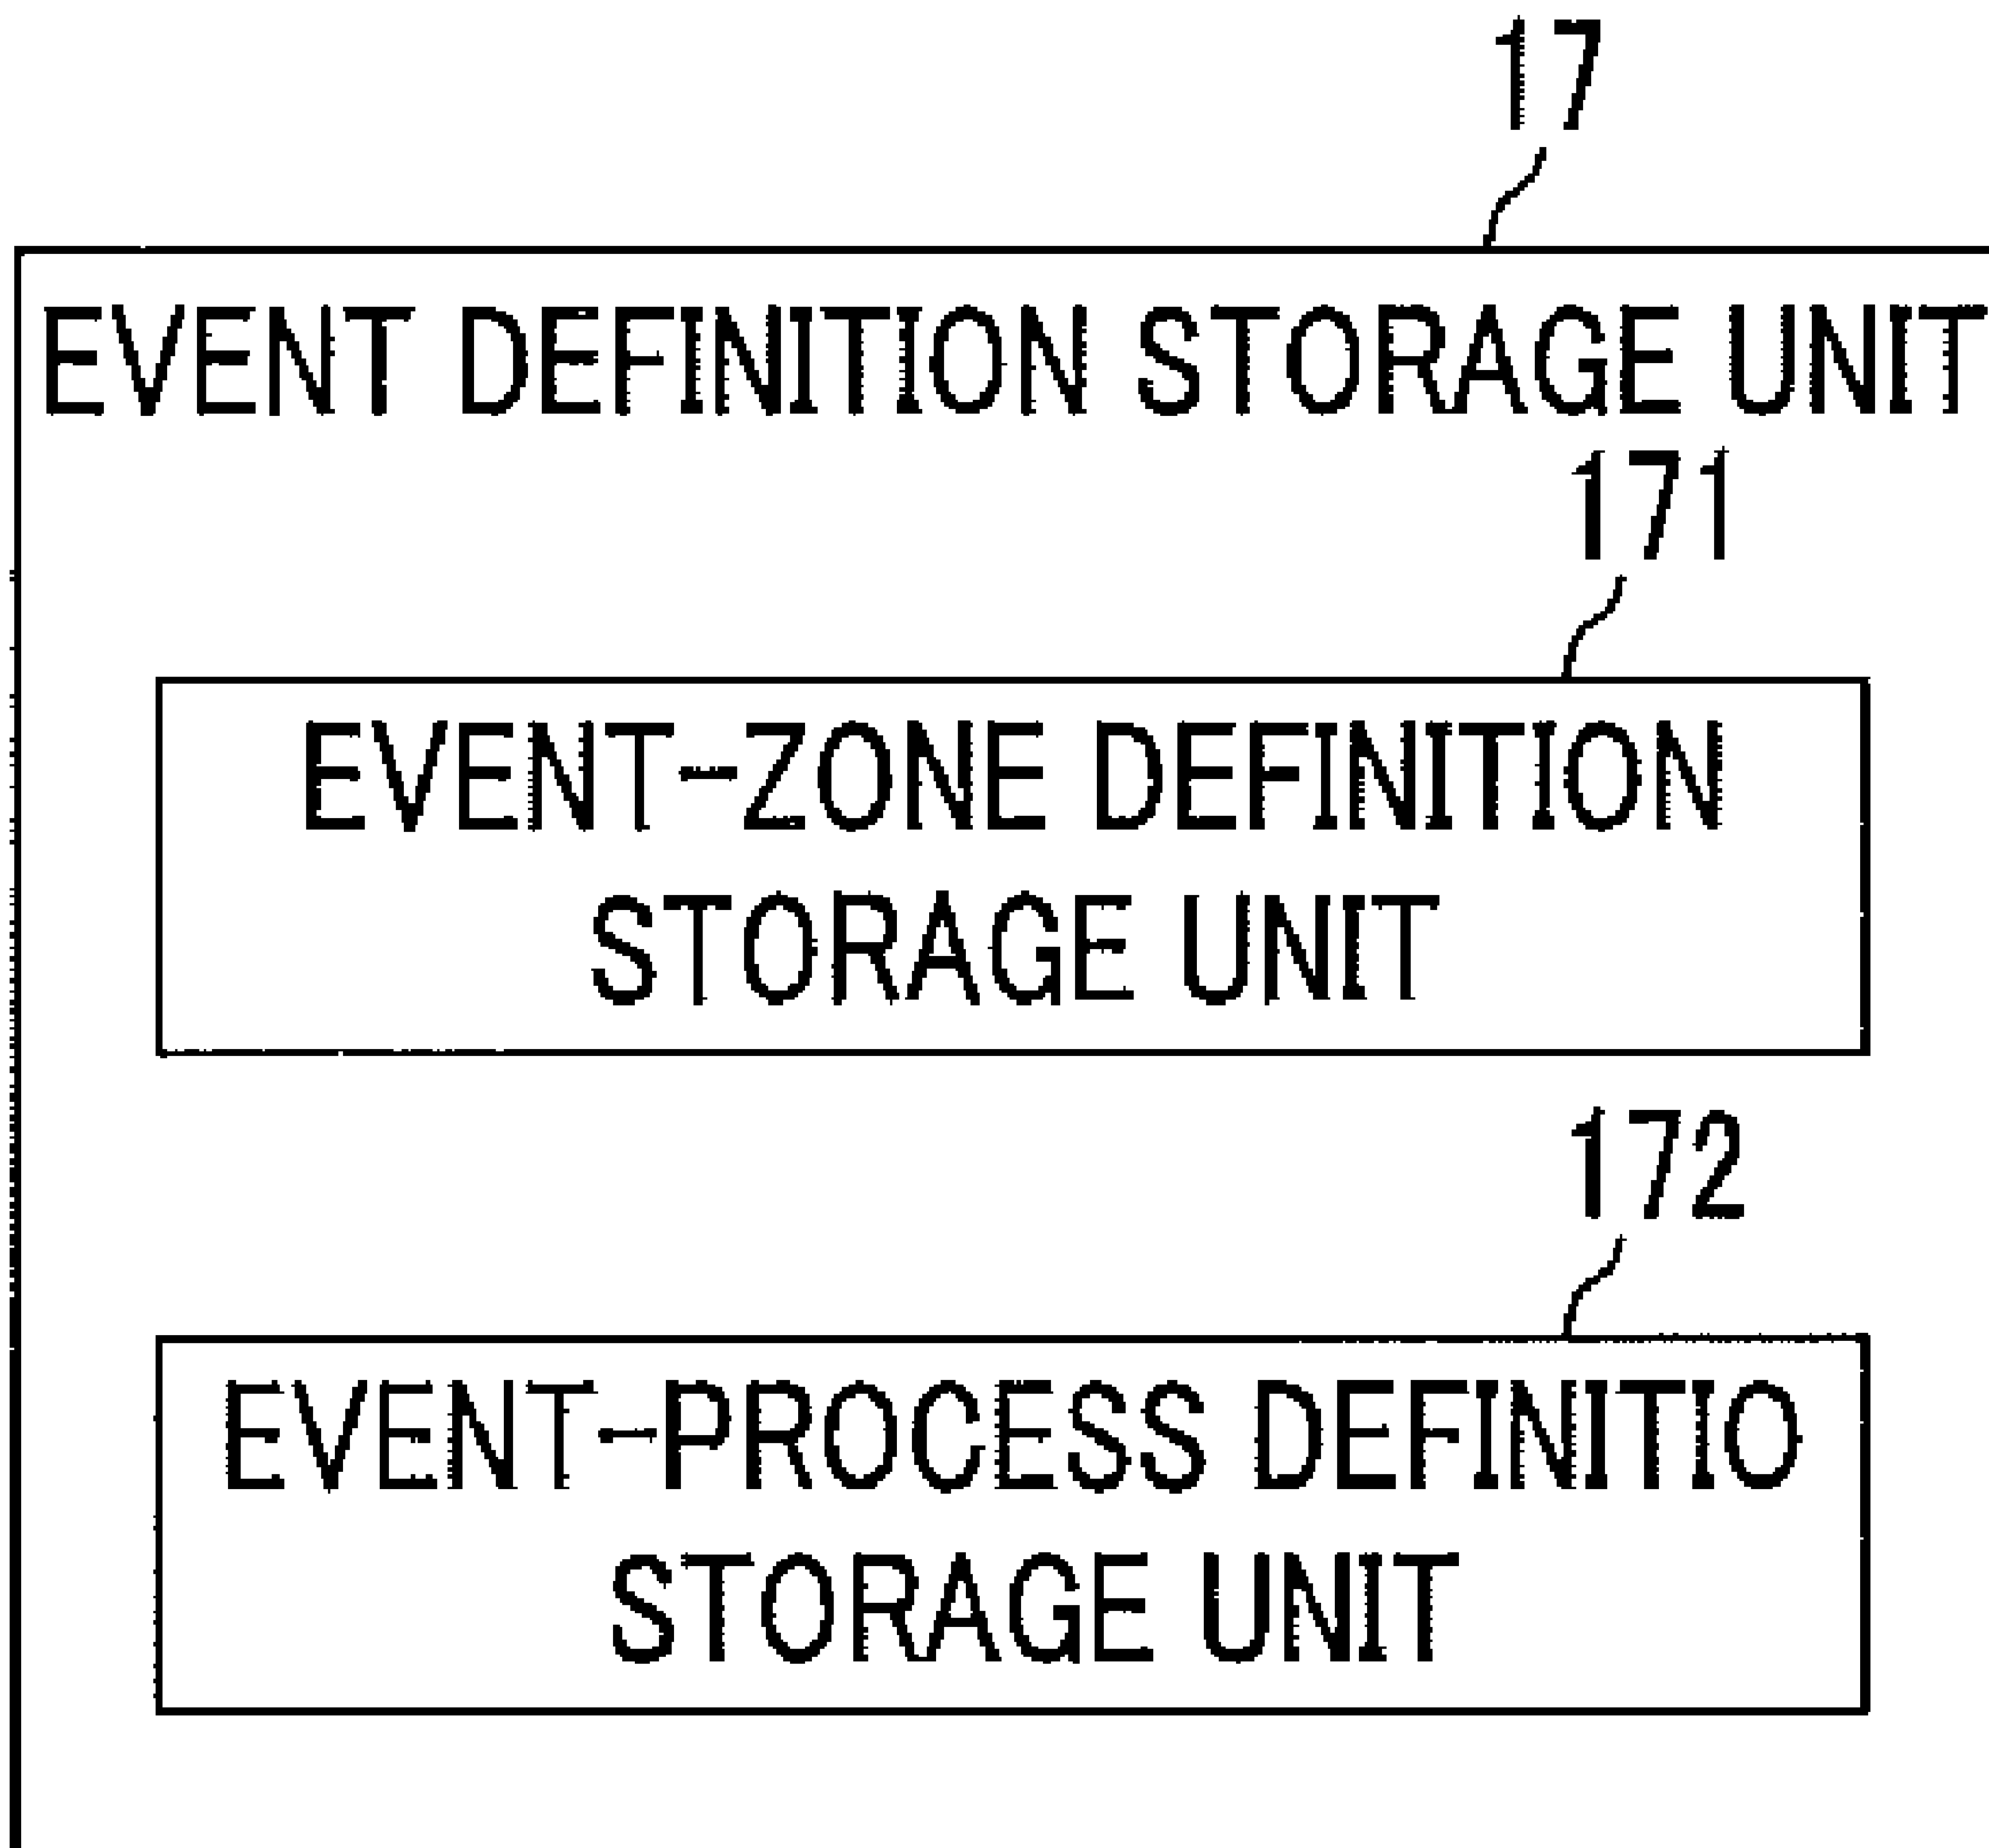 17
EVENT DEFINITION STORAGE UNIT
171
EVENT-ZONE DEFINITION
STORAGE UNIT
172
EVENT-PROCESS DEFINITIO
STORAGE UNIT